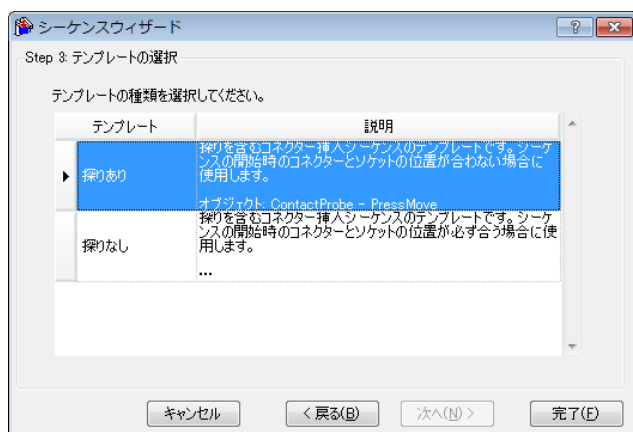 シーケンスウィザード
Step 3: テンプレートの選択
テンプレートの種類を選択してください。
テンプレート 説明
探りあり
探りを含むコネクター挿入シーケンスのテンプレートです。シーケ
ンスの開始時のコネクターとソケットの位置が合わない場合に
使用します。
オブジェクト: ContactProbe - PressMove
探りなし
探りを含むコネクター挿入シーケンスのテンプレートです。シーケ
ンスの開始時のコネクターとソケットの位置が必ず合う場合に使
用します。
...
キャンセル < 戻る(B) 次へ(N) > 完了(F)